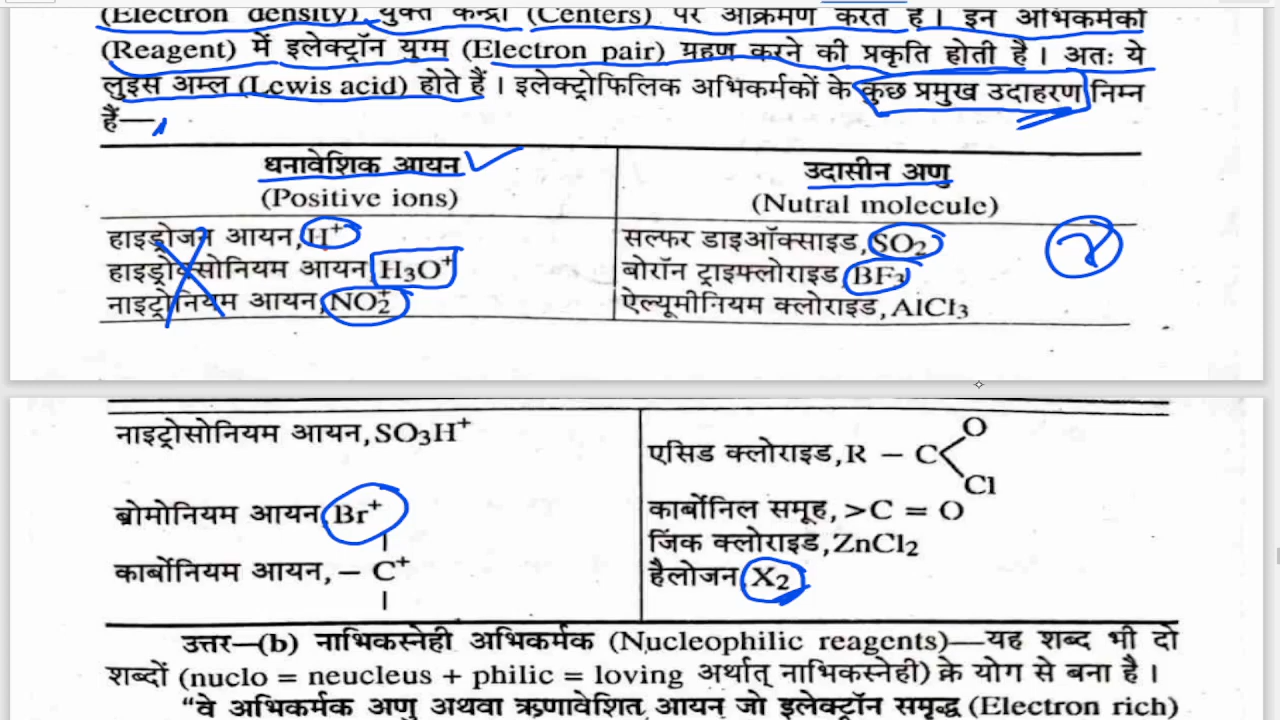 (Electron density) युक्त केन्द्रों (Centers) पर आक्रमण करते हैं। इन अभिकर्मकों
(Reagent) में इलेक्ट्रॉन युग्म (Electron pair) ग्रहण करने की प्रकृति होती है। अतः ये
लुइस अम्ल (Lewis acid) होते हैं। इलेक्ट्रोफिलिक अभिकर्मकों के कुछ प्रमुख उदाहरण निम्न
हैं—
धनावेशिक आयन
उदासीन अणु
(Positive ions)
(Nutral molecule)
हाइड्रोजन आयन, H⁺
सल्फर डाइऑक्साइड, SO₂
हाइड्रोक्सोनियम आयन H₃O⁺
बोरॉन ट्राइफ्लोराइड BF₃
नाइट्रोनियम आयन, NO₂⁺
ऐल्यूमीनियम क्लोराइड, AlCl₃
नाइट्रोसोनियम आयन, SO₃H⁺
एसिड क्लोराइड, R – C
O
Cl
ब्रोमोनियम आयन, Br⁺
कार्बोनिल समूह, >C = O
जिंक क्लोराइड, ZnCl₂
कार्बोनियम आयन, – C⁺
हैलोजन X₂
उत्तर—(b) नाभिकस्नेही अभिकर्मक (Nucleophilic reagents)—यह शब्द भी दो
शब्दों (nuclo = neucleus + philic = loving अर्थात् नाभिकस्नेही) के योग से बना है।
“वे अभिकर्मक अणु अथवा ऋणावेशित आयन जो इलेक्ट्रॉन समृद्ध (Electron rich)